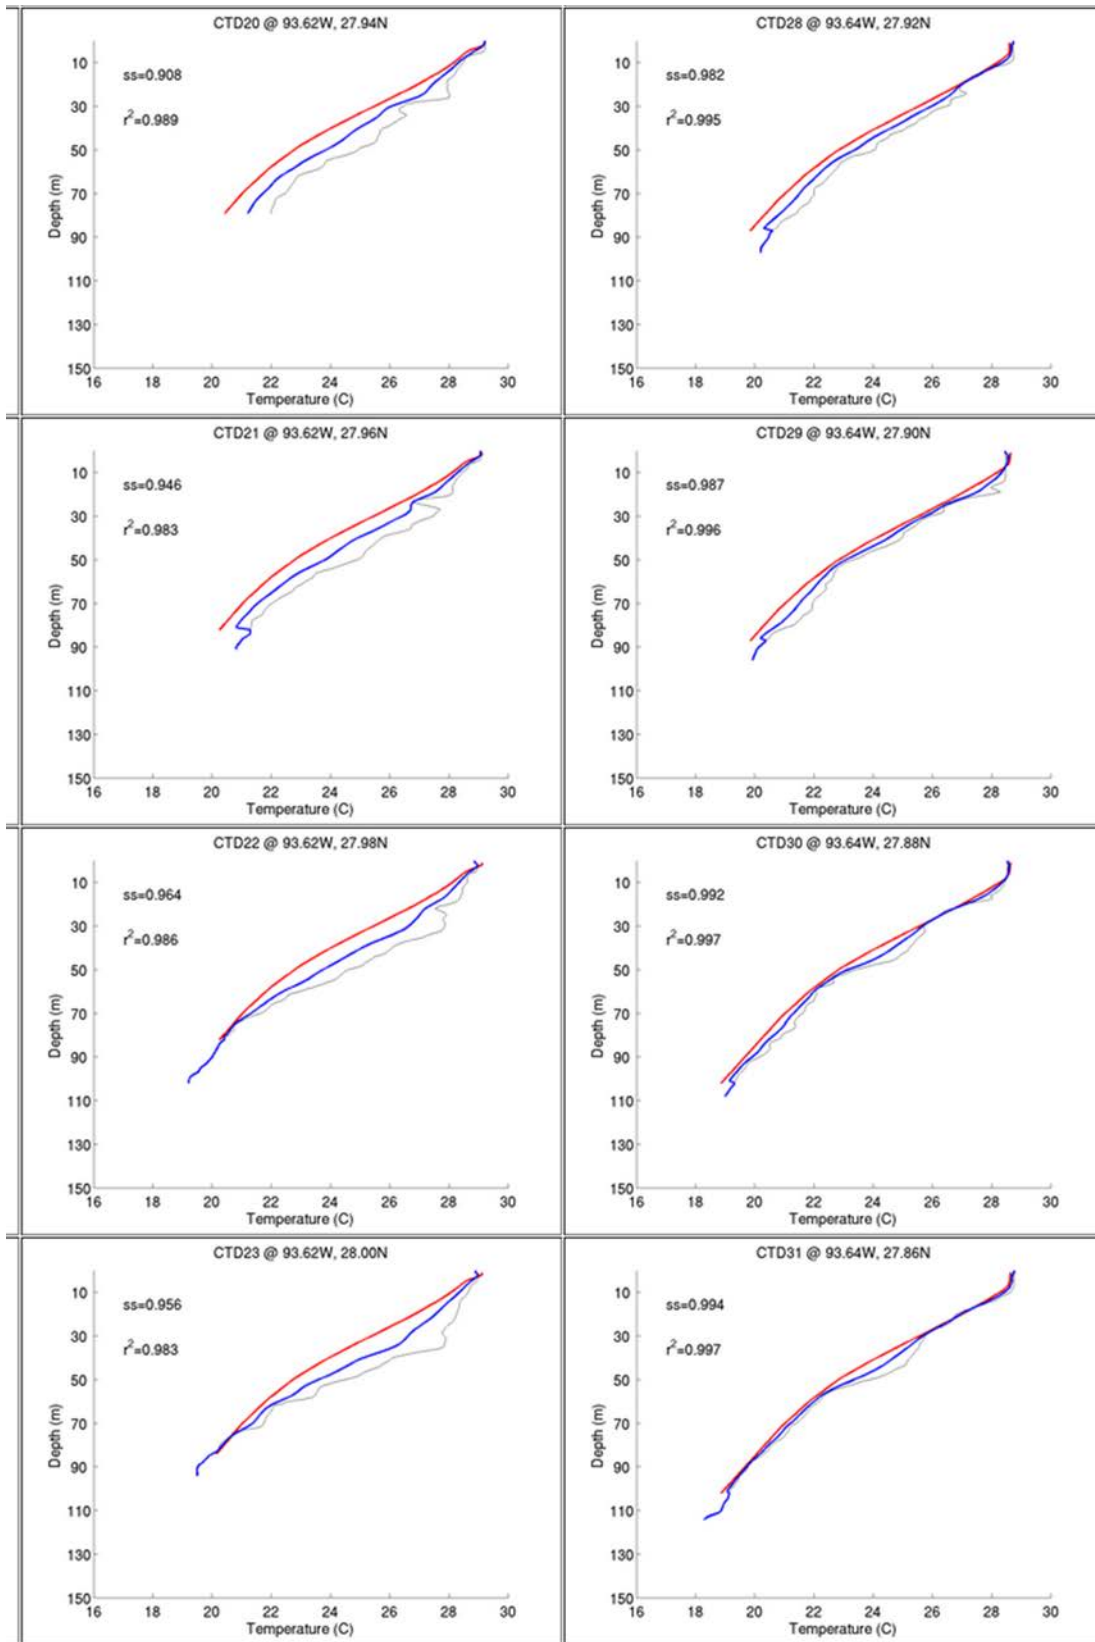 CTD20 @ 93.62W, 27.94N
ss=0.908
r²=0.989
10
30
50
70
90
110
130
150
Depth (m)
16 18 20 22 24 26 28 30
Temperature (C)
CTD28 @ 93.64W, 27.92N
ss=0.982
r²=0.995
10
30
50
70
90
110
130
150
Depth (m)
16 18 20 22 24 26 28 30
Temperature (C)
CTD21 @ 93.62W, 27.96N
ss=0.946
r²=0.983
10
30
50
70
90
110
130
150
Depth (m)
16 18 20 22 24 26 28 30
Temperature (C)
CTD29 @ 93.64W, 27.90N
ss=0.987
r²=0.996
10
30
50
70
90
110
130
150
Depth (m)
16 18 20 22 24 26 28 30
Temperature (C)
CTD22 @ 93.62W, 27.98N
ss=0.964
r²=0.986
10
30
50
70
90
110
130
150
Depth (m)
16 18 20 22 24 26 28 30
Temperature (C)
CTD30 @ 93.64W, 27.88N
ss=0.992
r²=0.997
10
30
50
70
90
110
130
150
Depth (m)
16 18 20 22 24 26 28 30
Temperature (C)
CTD23 @ 93.62W, 28.00N
ss=0.956
r²=0.983
10
30
50
70
90
110
130
150
Depth (m)
16 18 20 22 24 26 28 30
Temperature (C)
CTD31 @ 93.64W, 27.86N
ss=0.994
r²=0.997
10
30
50
70
90
110
130
150
Depth (m)
16 18 20 22 24 26 28 30
Temperature (C)